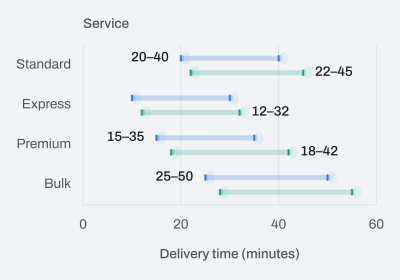 Service
Standard 20–40
22–45
Express
12–32
Premium 15–35
18–42
Bulk 25–50
0 20 40 60
Delivery time (minutes)